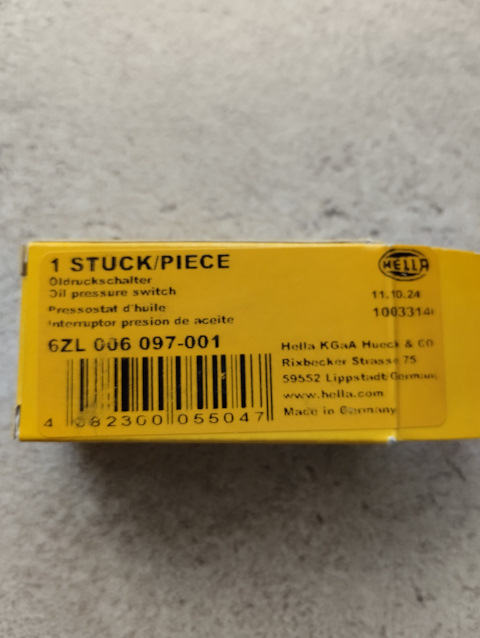 1 STUCK/PIECE
Öldruckschalter
Oil pressure switch
Pressostat d'huile
Interruptor presion de aceite
6ZL 006 097-001
4 082300 055047
HELLA
11.10.24
Hella KGaA Hueck & CO
Rixbecker Strasse 75
59552 Lippstadt/Germany
www.hella.com
Made in Germany